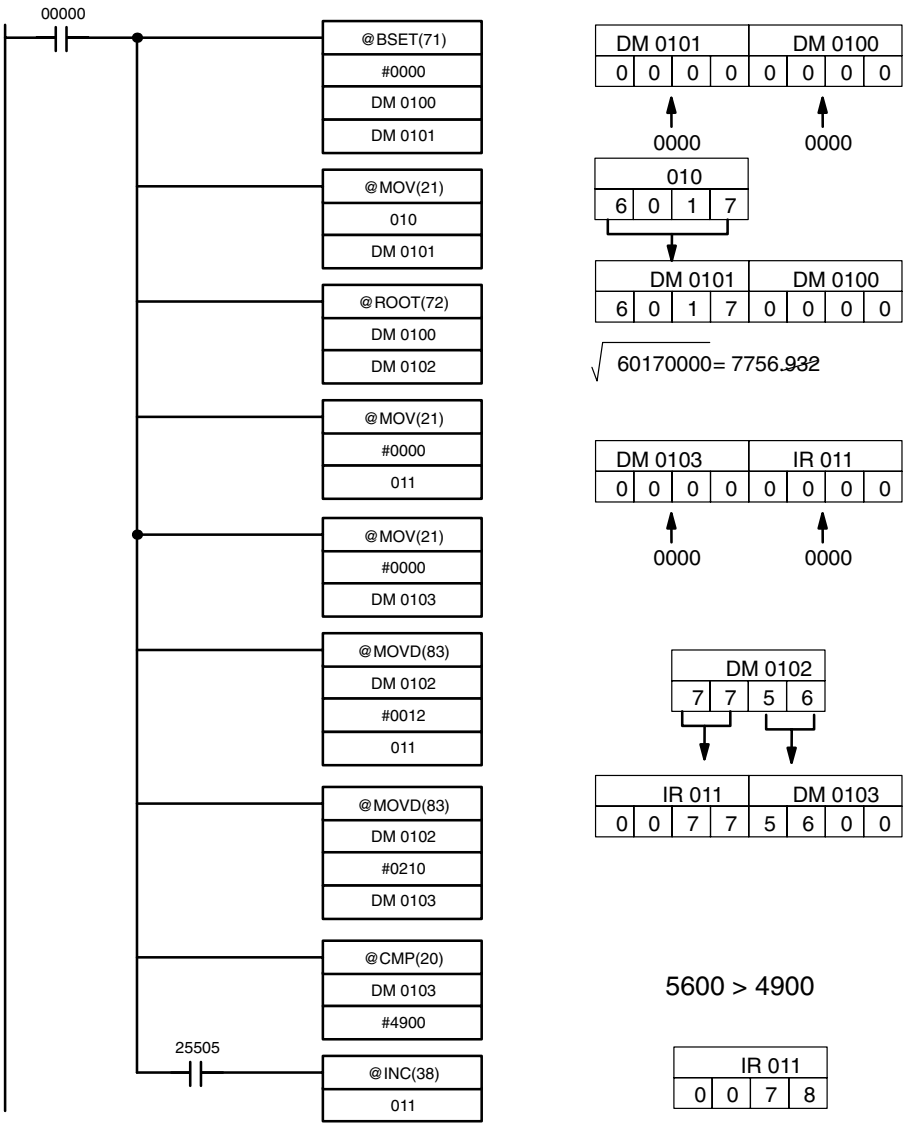 00000
@BSET(71)
#0000
DM 0100
DM 0101
DM 0101 DM 0100
0 0 0 0 0 0 0 0
0000 0000
@MOV(21)
010
DM 0101
010
6 0 1 7
DM 0101 DM 0100
6 0 1 7 0 0 0 0
@ROOT(72)
DM 0100
DM 0102
√60170000= 7756.932
@MOV(21)
#0000
011
DM 0103 IR 011
0 0 0 0 0 0 0 0
0000 0000
@MOV(21)
#0000
DM 0103
@MOVD(83)
DM 0102
#0012
011
DM 0102
7 7 5 6
IR 011 DM 0103
0 0 7 7 5 6 0 0
@MOVD(83)
DM 0102
#0210
DM 0103
@CMP(20)
DM 0103
#4900
5600 > 4900
25505
@INC(38)
011
IR 011
0 0 7 8